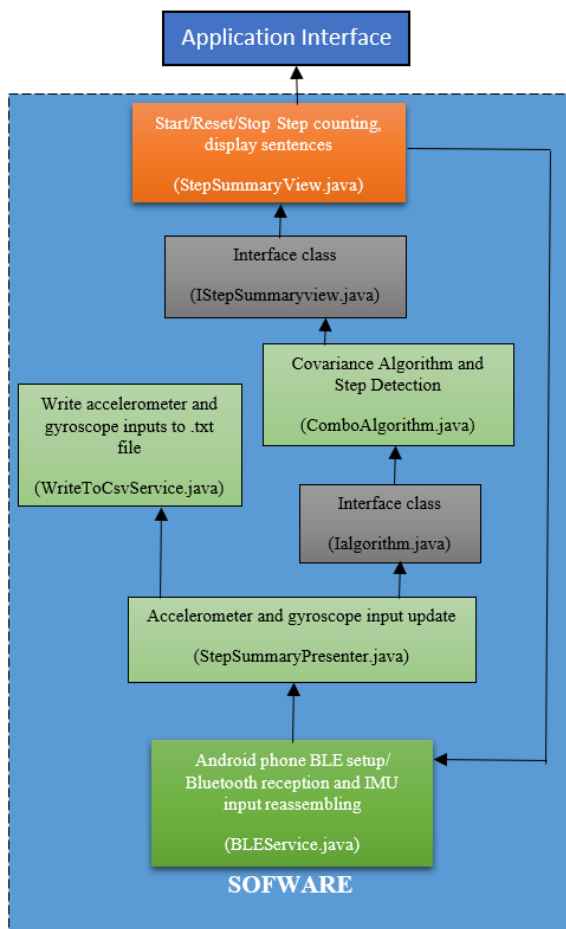 Application Interface
Start/Reset/Stop Step counting,
display sentences
(StepSummaryView.java)
Interface class
(IStepSummaryview.java)
Covariance Algorithm and
Step Detection
(ComboAlgorithm.java)
Write accelerometer and
gyroscope inputs to .txt
file
(WriteToCsvService.java)
Interface class
(Ialgorithm.java)
Accelerometer and gyroscope input update
(StepSummaryPresenter.java)
Android phone BLE setup/
Bluetooth reception and IMU
input reassembling
(BLEService.java)
SOFWARE